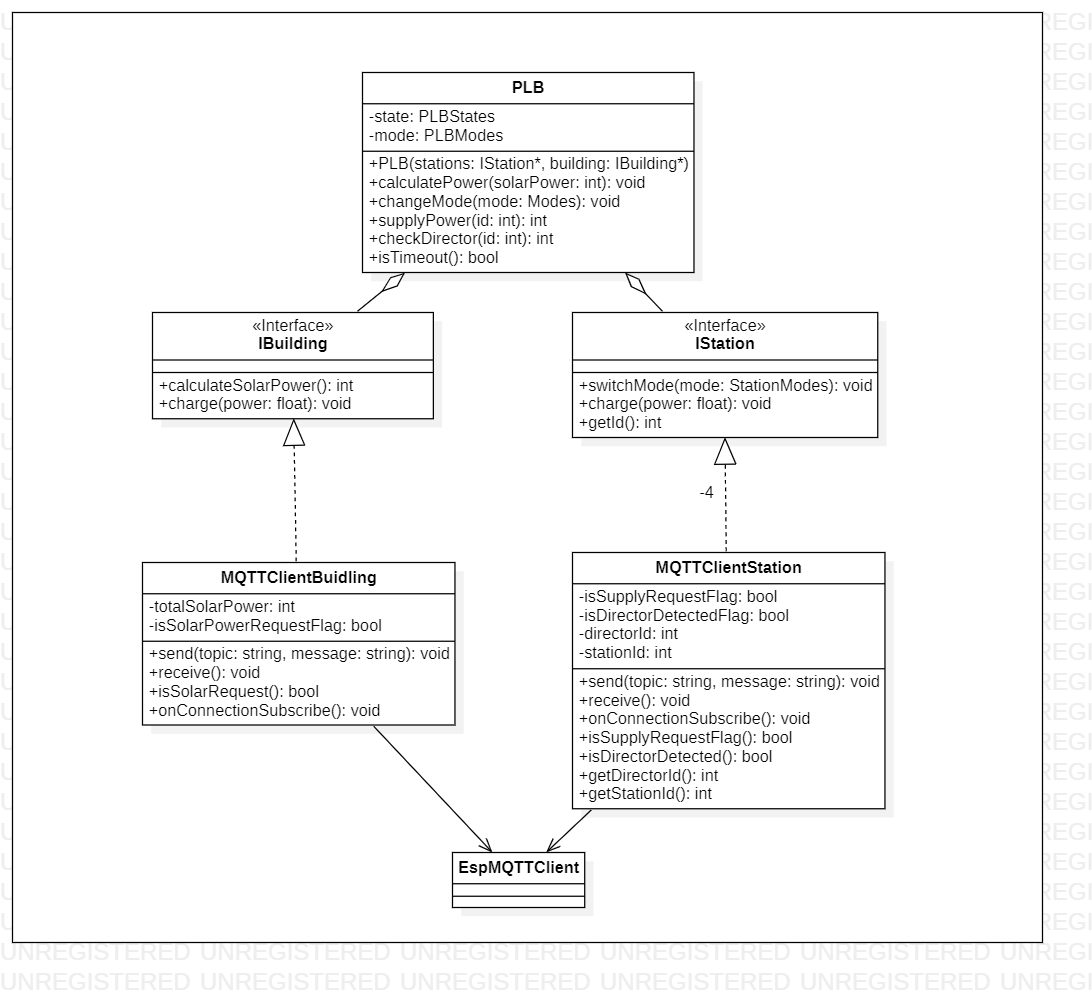 PLB
-state: PLBStates
-mode: PLBModes
+PLB(stations: IStation*, building: IBuilding*)
+calculatePower(solarPower: int): void
+changeMode(mode: Modes): void
+supplyPower(id: int): int
+checkDirector(id: int): int
+isTimeout(): bool
«Interface»
IBuilding
+calculateSolarPower(): int
+charge(power: float): void
«Interface»
IStation
+switchMode(mode: StationModes): void
+charge(power: float): void
+getId(): int
-4
MQTTClientBuidling
-totalSolarPower: int
-isSolarPowerRequestFlag: bool
+send(topic: string, message: string): void
+receive(): void
+isSolarRequest(): bool
+onConnectionSubscribe(): void
MQTTClientStation
-isSupplyRequestFlag: bool
-isDirectorDetectedFlag: bool
-directorId: int
-stationId: int
+send(topic: string, message: string): void
+receive(): void
+onConnectionSubscribe(): void
+isSupplyRequestFlag(): bool
+isDirectorDetected(): bool
+getDirectorId(): int
+getStationId(): int
EspMQTTClient
UNREGISTERED UNREGISTERED UNREGISTERED UNREGISTERED UNREGISTERED UN
UNREGISTERED UNREGISTERED UNREGISTERED UNREGISTERED UNREGISTERED UN